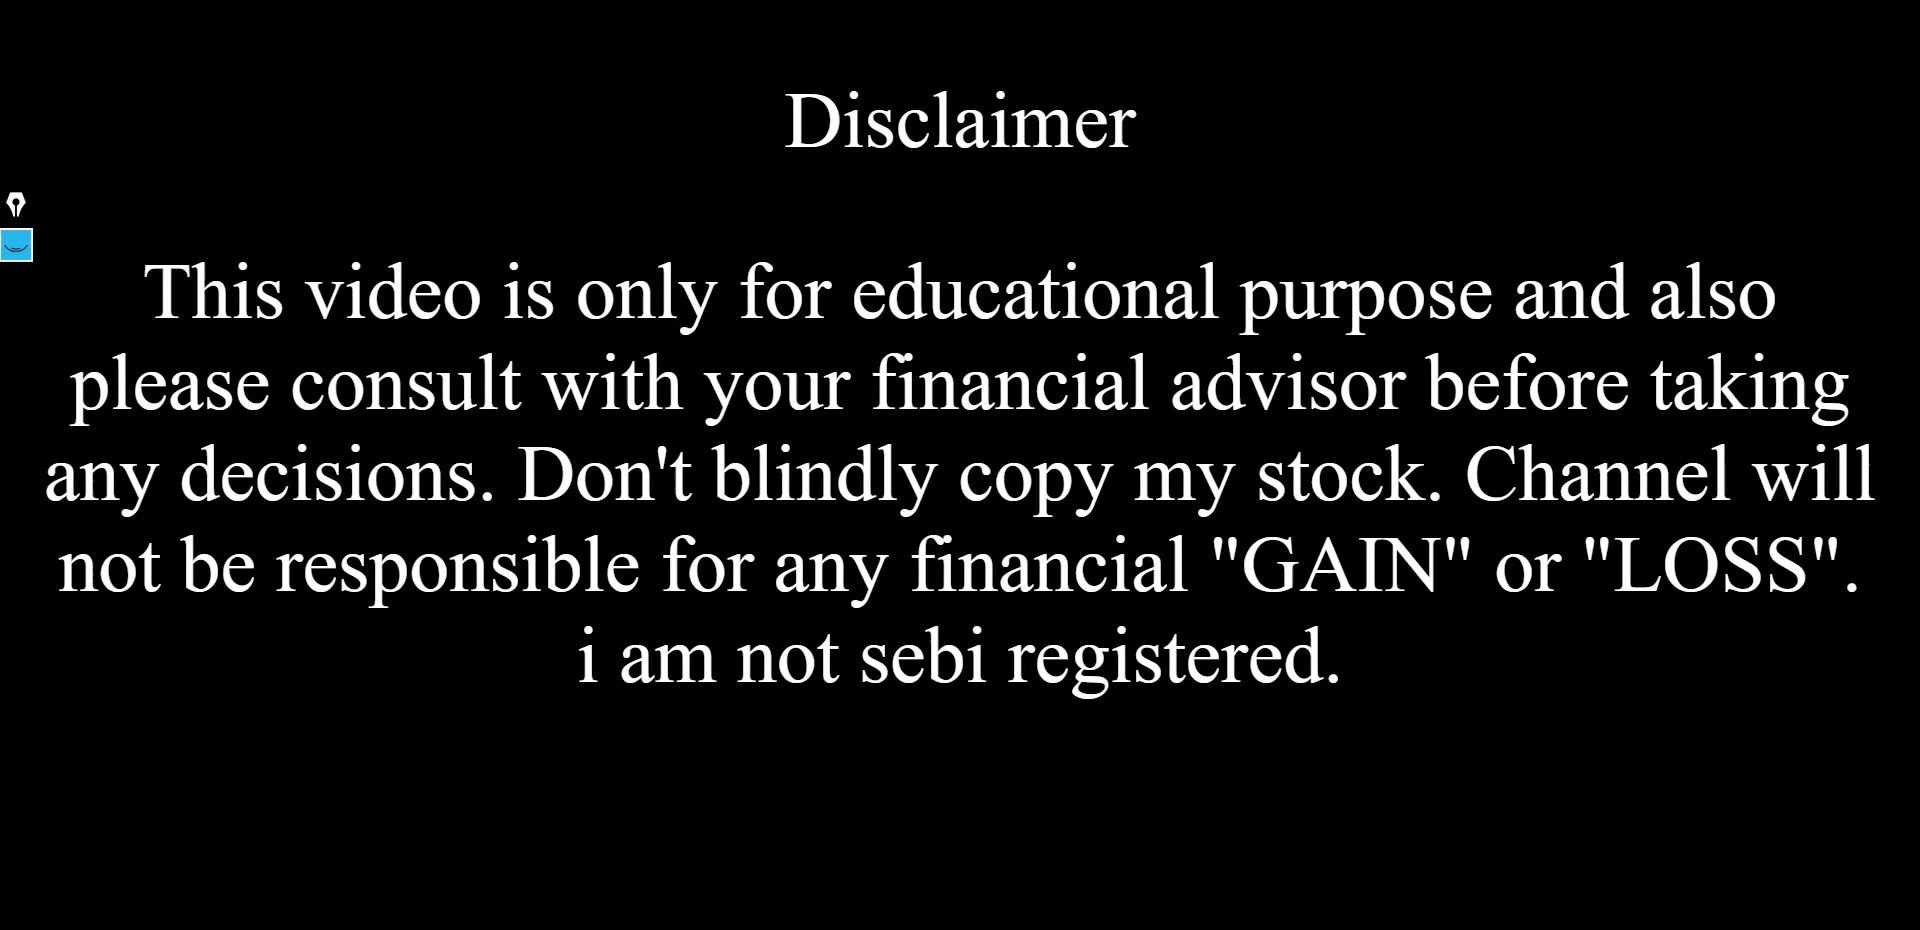 Disclaimer
This video is only for educational purpose and also
please consult with your financial advisor before taking
any decisions. Don't blindly copy my stock. Channel will
not be responsible for any financial "GAIN" or "LOSS".
i am not sebi registered.